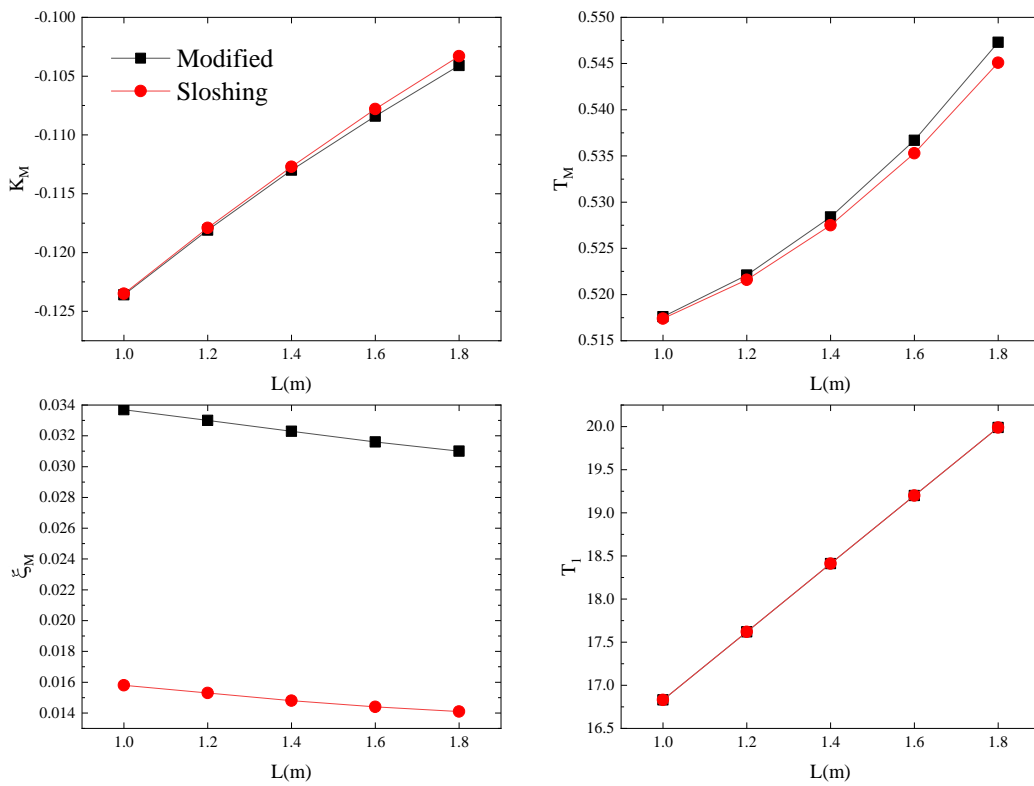 -0.100
-0.105
-0.110
-0.115
-0.120
-0.125
K_M
Modified
Sloshing
1.0 1.2 1.4 1.6 1.8
L(m)
0.550
0.545
0.540
0.535
0.530
0.525
0.520
0.515
T_M
1.0 1.2 1.4 1.6 1.8
L(m)
0.034
0.032
0.030
0.028
0.026
0.024
0.022
0.020
0.018
0.016
0.014
ξ_M
1.0 1.2 1.4 1.6 1.8
L(m)
20.0
19.5
19.0
18.5
18.0
17.5
17.0
16.5
T_1
1.0 1.2 1.4 1.6 1.8
L(m)